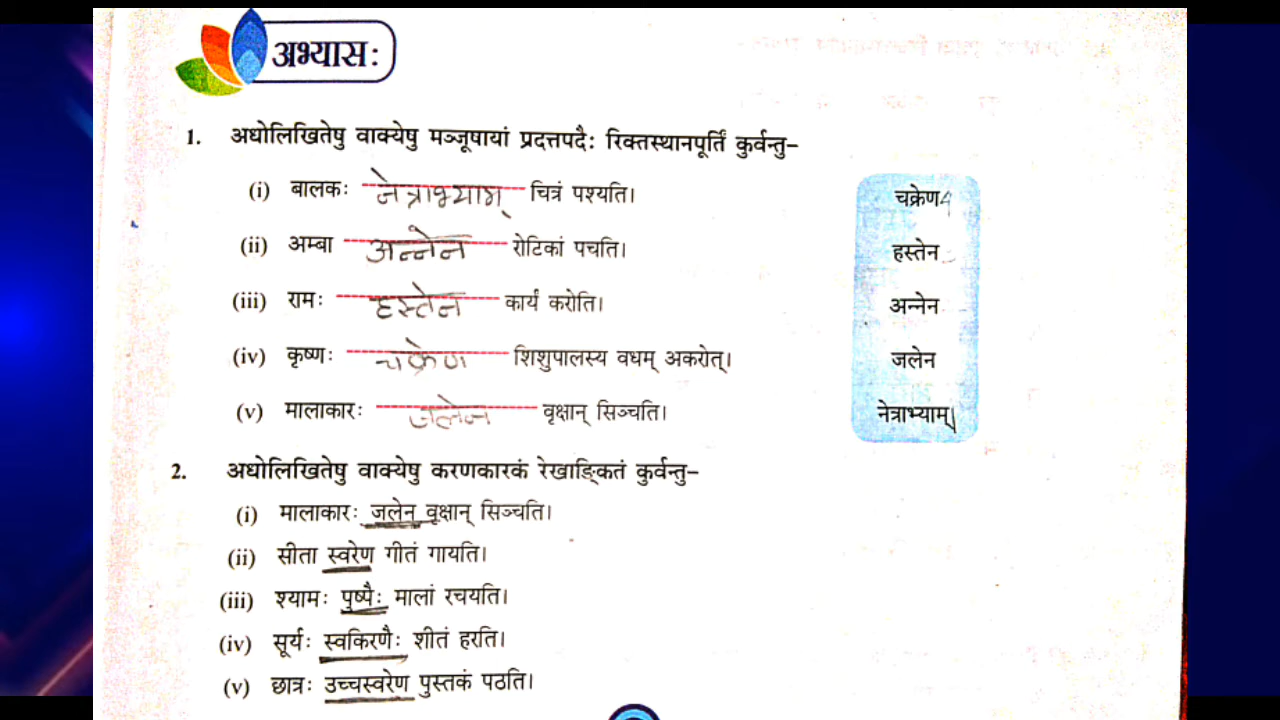 अभ्यासः
1. अधोलिखितेषु वाक्येषु मञ्जूषायां प्रदत्तपदैः रिक्तस्थानपूर्तिं कुर्वन्तु-
(i) बालकः नेत्राभ्याम् चित्रं पश्यति।
(ii) अम्बा अन्नेन रोटिकां पचति।
(iii) रामः हस्तेन कार्यं करोति।
(iv) कृष्णः चक्रेण शिशुपालस्य वधम् अकरोत्।
(v) मालाकारः जलेन वृक्षान् सिञ्चति।
चक्रेण
हस्तेन
अन्नेन
जलेन
नेत्राभ्याम्
2. अधोलिखितेषु वाक्येषु करणकारकं रेखाङ्कितं कुर्वन्तु-
(i) मालाकारः जलेन वृक्षान् सिञ्चति।
(ii) सीता स्वरेण गीतं गायति।
(iii) श्यामः पुष्पैः मालां रचयति।
(iv) सूर्यः स्वकिरणैः शीतं हरति।
(v) छात्रः उच्चस्वरेण पुस्तकं पठति।